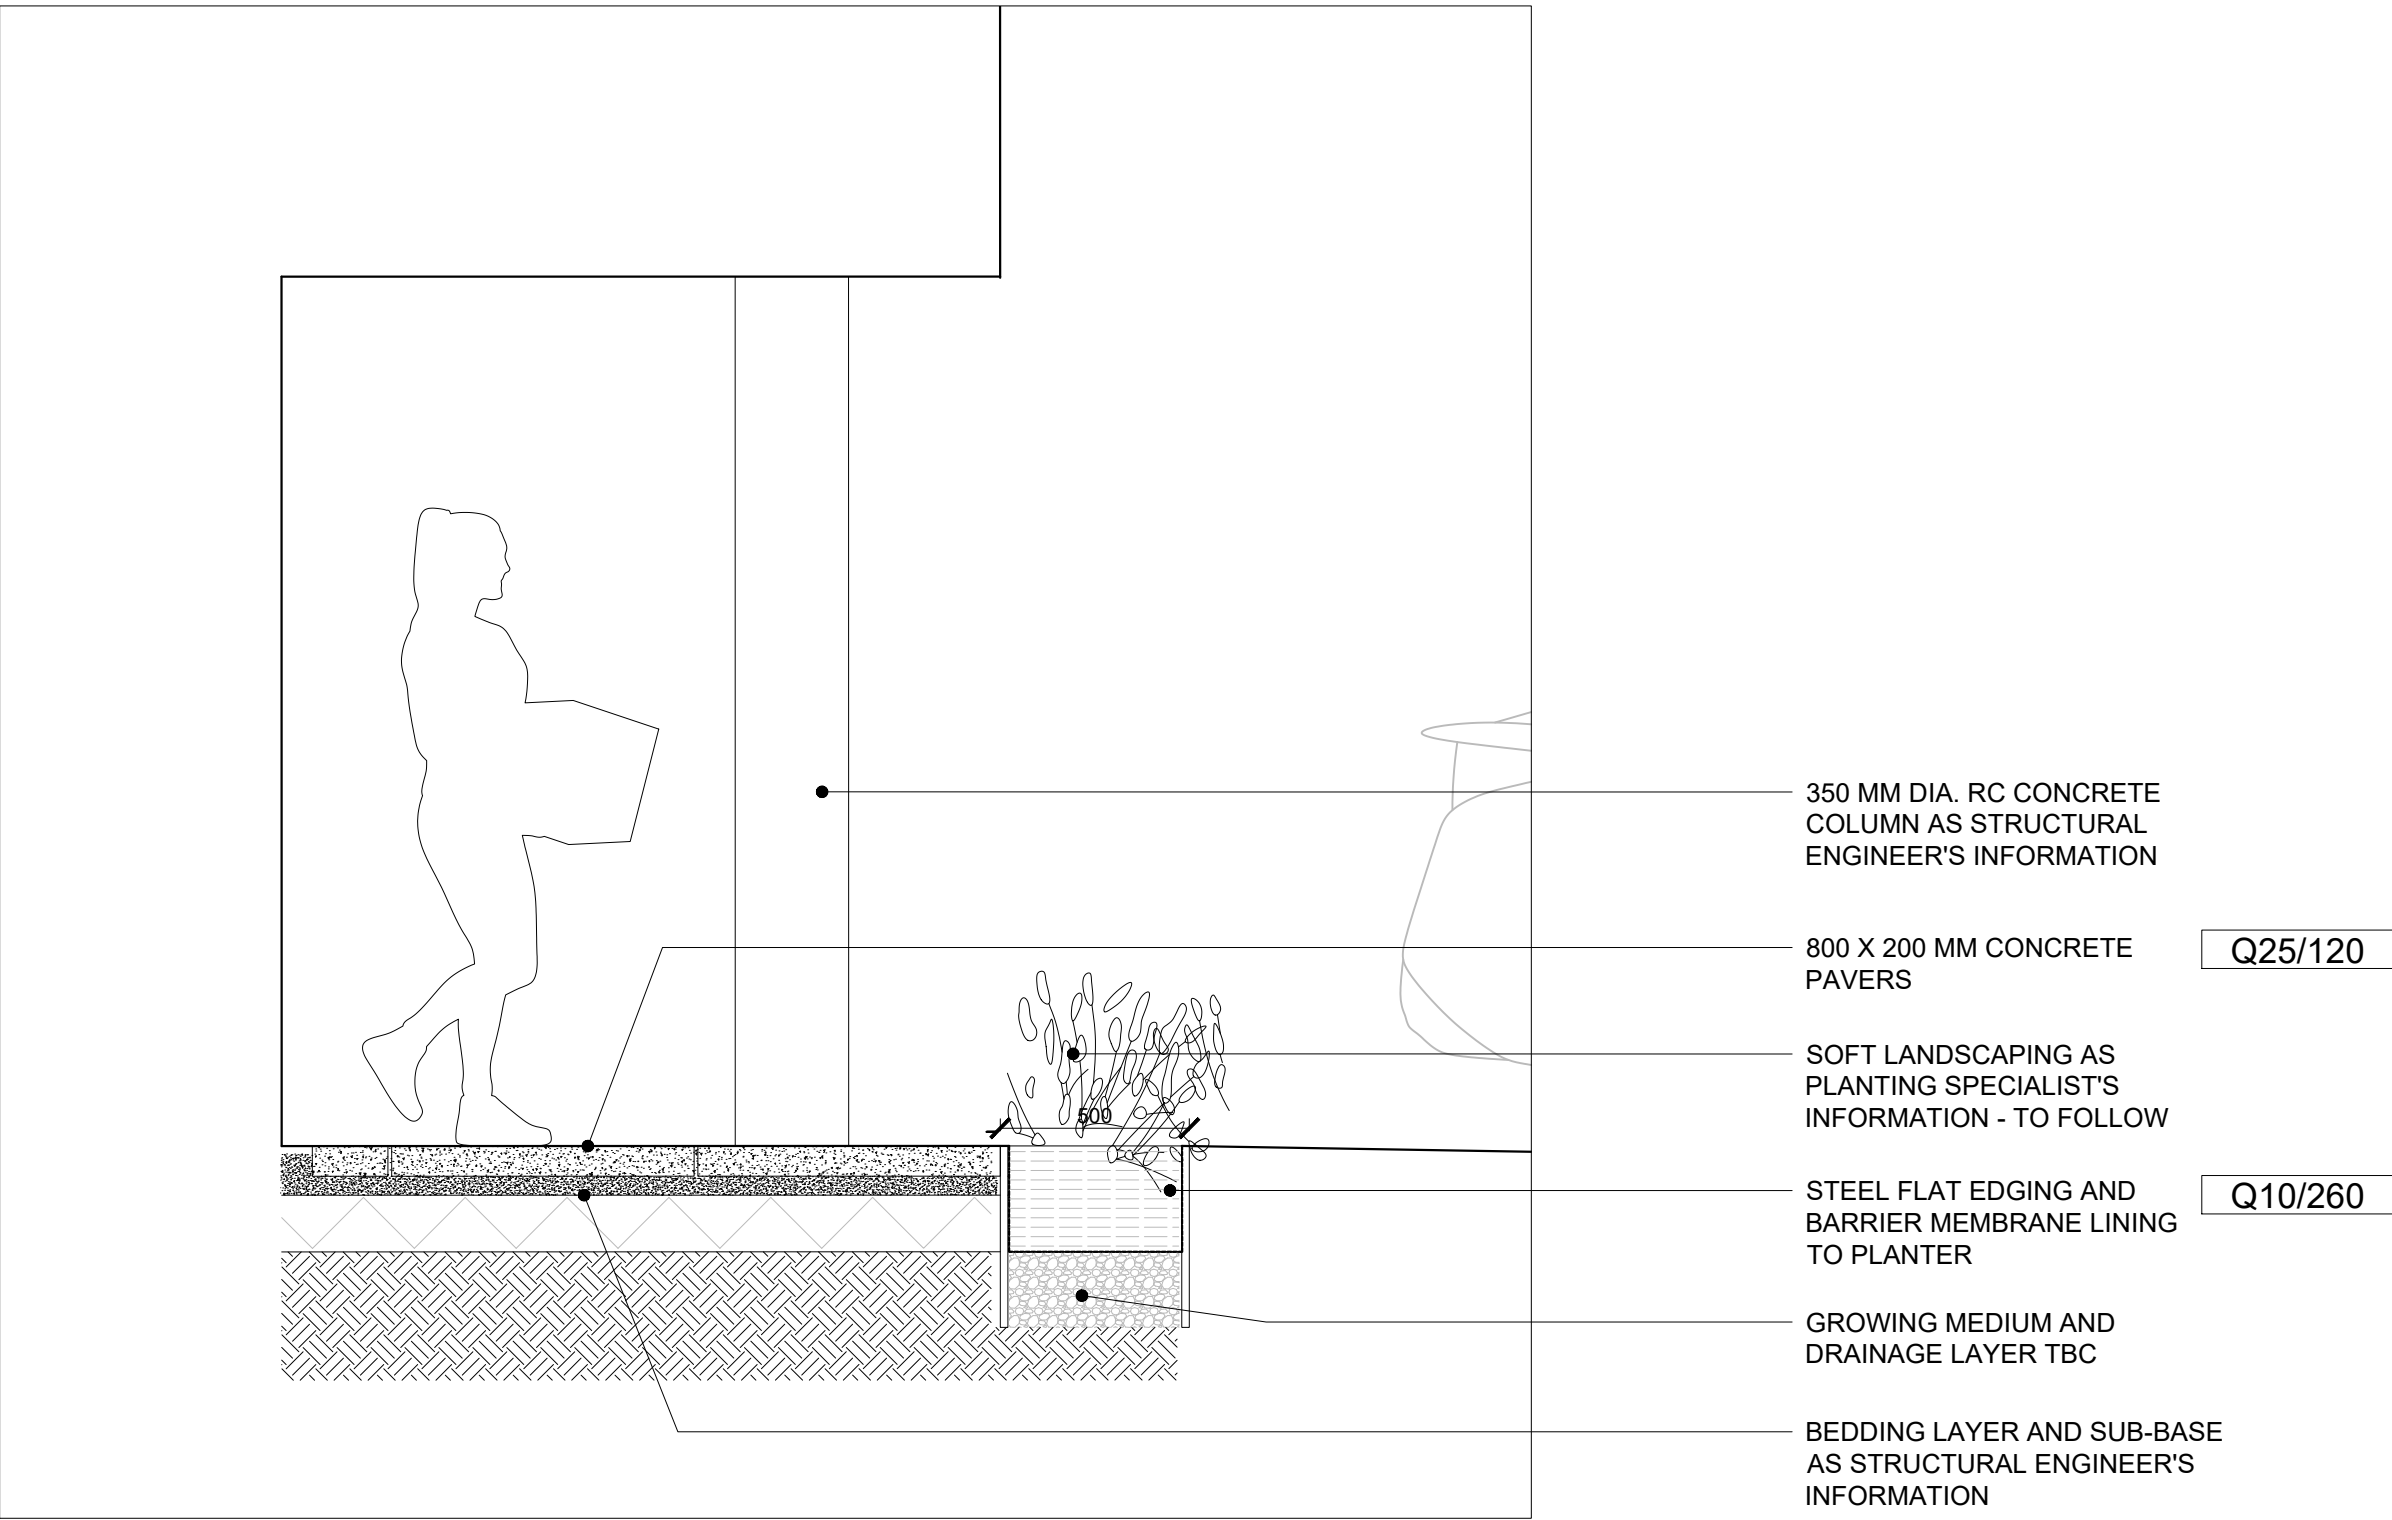 350 MM DIA. RC CONCRETE
COLUMN AS STRUCTURAL
ENGINEER'S INFORMATION
800 X 200 MM CONCRETE
PAVERS
Q25/120
SOFT LANDSCAPING AS
PLANTING SPECIALIST'S
INFORMATION - TO FOLLOW
500
STEEL FLAT EDGING AND
BARRIER MEMBRANE LINING
TO PLANTER
Q10/260
GROWING MEDIUM AND
DRAINAGE LAYER TBC
BEDDING LAYER AND SUB-BASE
AS STRUCTURAL ENGINEER'S
INFORMATION